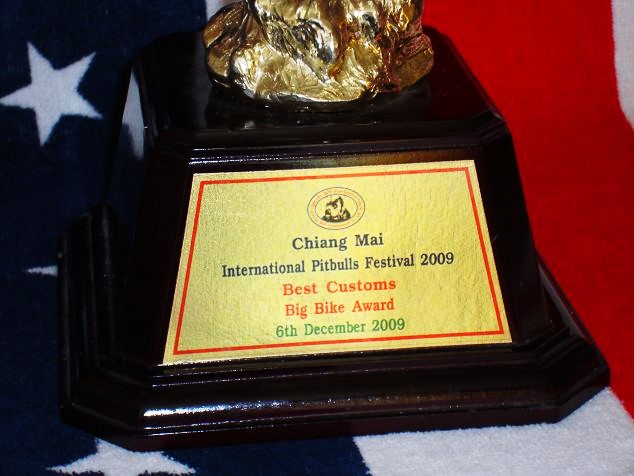 Chiang Mai
International Pitbulls Festival 2009
Best Customs
Big Bike Award
6th December 2009